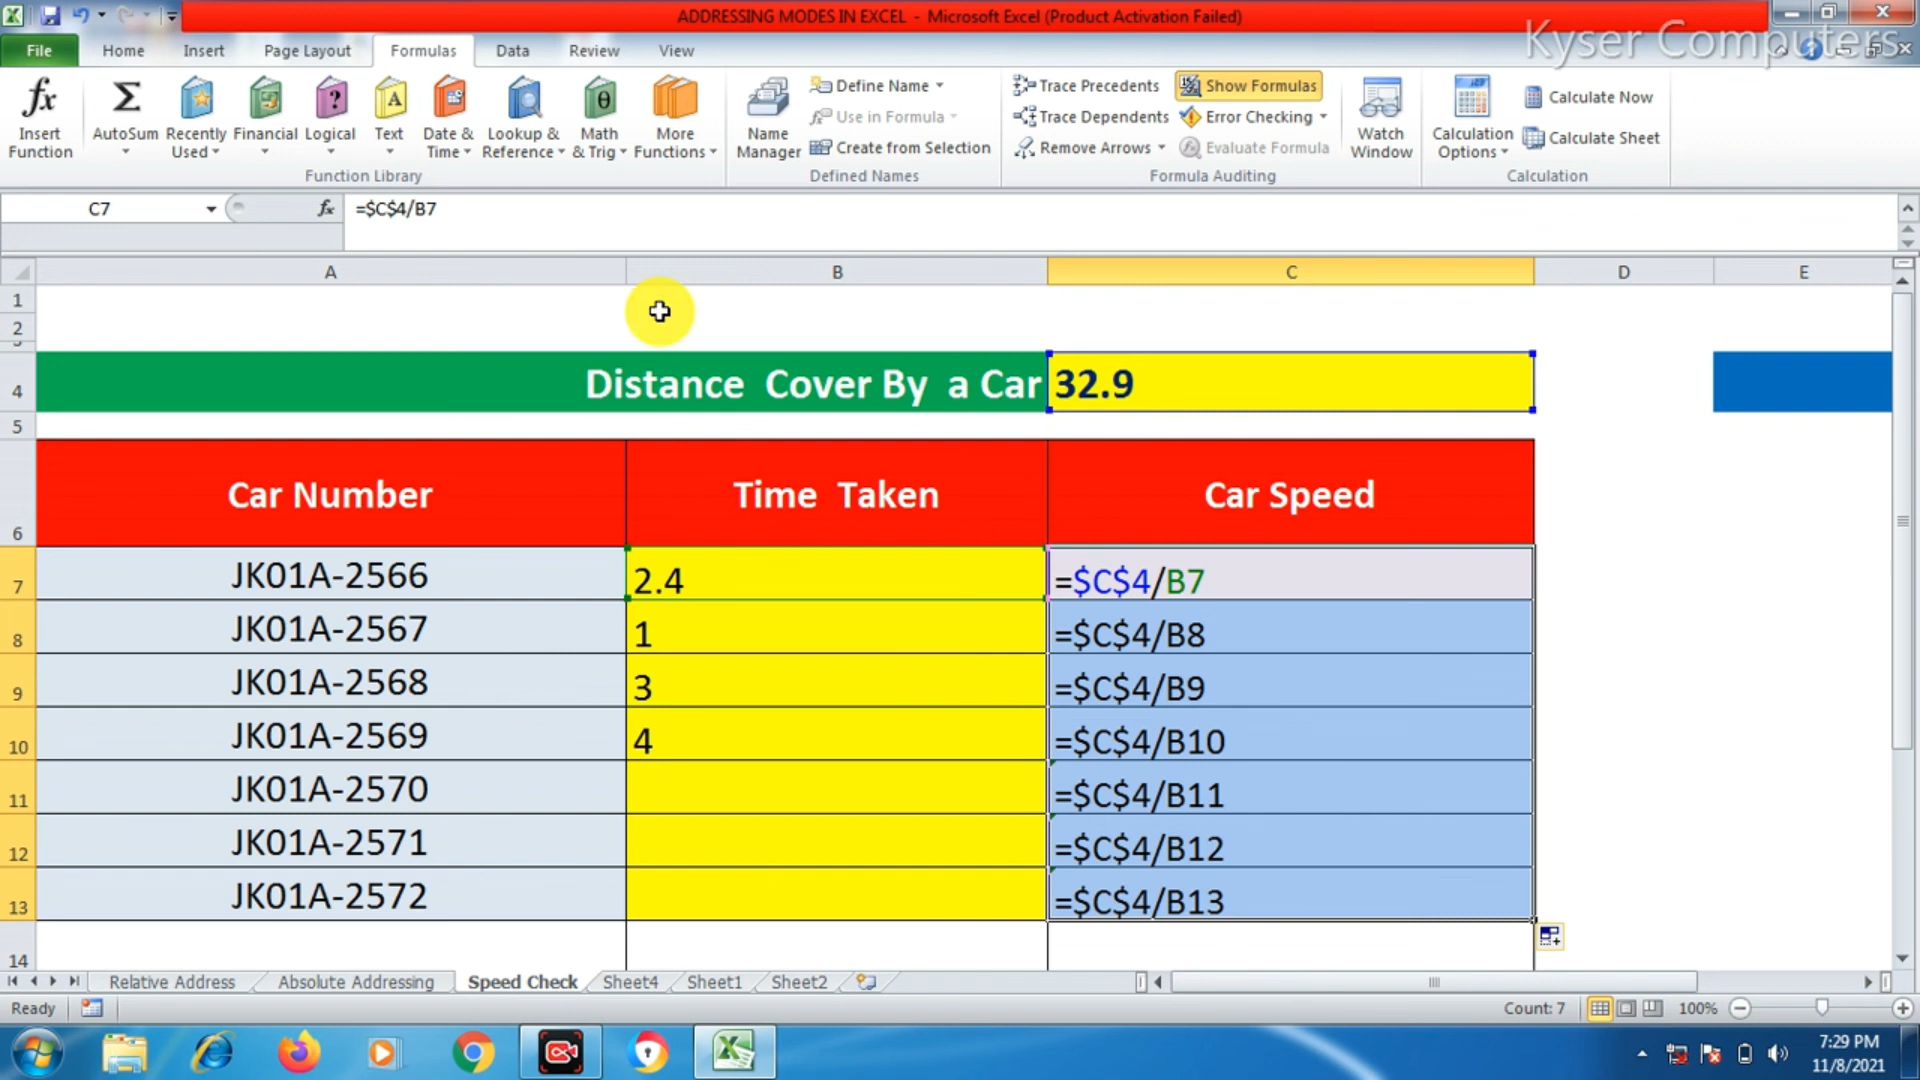 ADDRESSING MODES IN EXCEL - Microsoft Excel (Product Activation Failed)
Kyser Computers
File Home Insert Page Layout Formulas Data Review View
Insert Function
AutoSum
Recently Used
Financial
Logical
Text
Date & Time
Lookup & Reference
Math & Trig
More Functions
Function Library
Name Manager
Define Name
Use in Formula
Create from Selection
Defined Names
Trace Precedents
Trace Dependents
Remove Arrows
Show Formulas
Error Checking
Evaluate Formula
Formula Auditing
Watch Window
Calculation Options
Calculate Now
Calculate Sheet
Calculation
C7 fx =$C$4/B7
A B C D E
1
2
3
4 Distance Cover By a Car 32.9
5
6 Car Number Time Taken Car Speed
7 JK01A-2566 2.4 =$C$4/B7
8 JK01A-2567 1 =$C$4/B8
9 JK01A-2568 3 =$C$4/B9
10 JK01A-2569 4 =$C$4/B10
11 JK01A-2570 =$C$4/B11
12 JK01A-2571 =$C$4/B12
13 JK01A-2572 =$C$4/B13
14
Relative Address Absolute Addressing Speed Check Sheet4 Sheet1 Sheet2
Ready Count: 7 100%
7:29 PM
11/8/2021